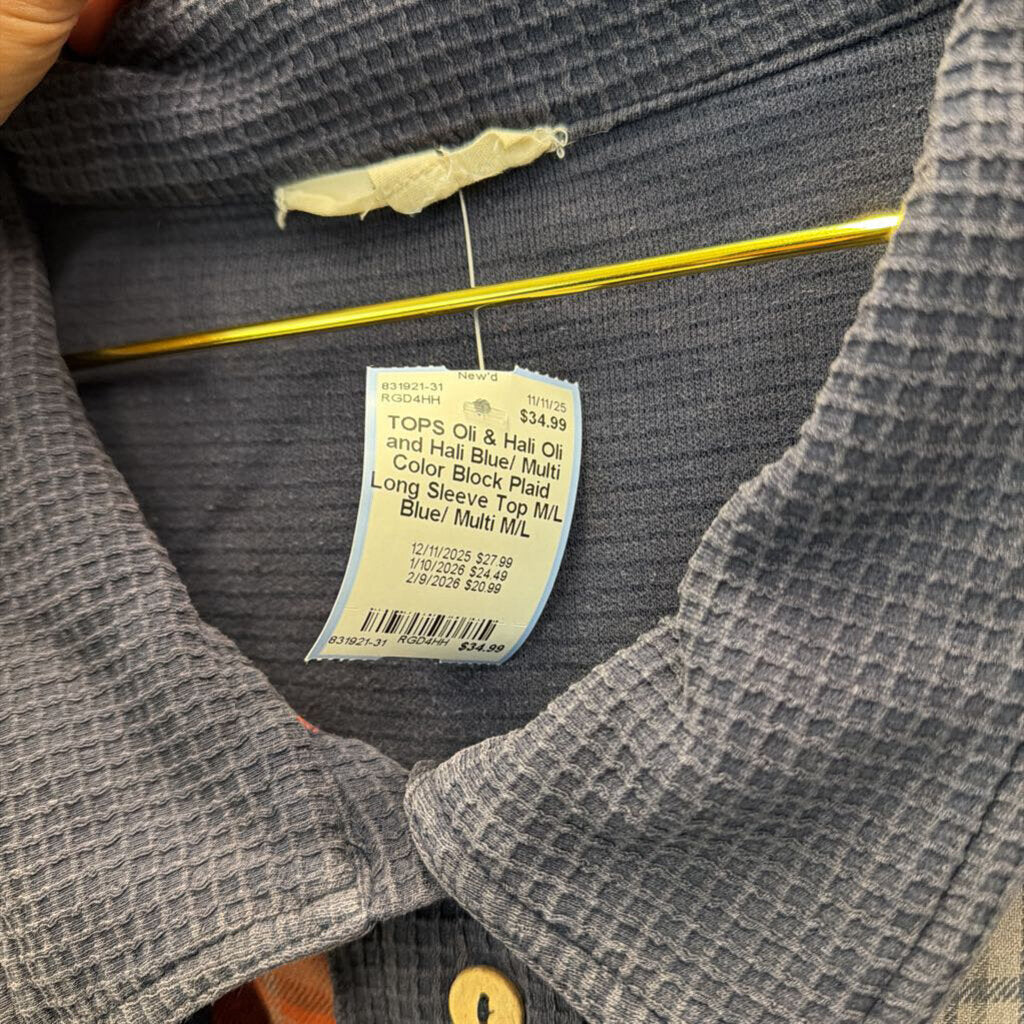 New'd
831921-31 11/11/25
RGD4HH $34.99
TOPS Oli & Hali Oli
and Hali Blue/ Multi
Color Block Plaid
Long Sleeve Top M/L
Blue/ Multi M/L
12/11/2025 $27.99
1/10/2026 $24.49
2/9/2026 $20.99
831921-31 RGD4HH $34.99